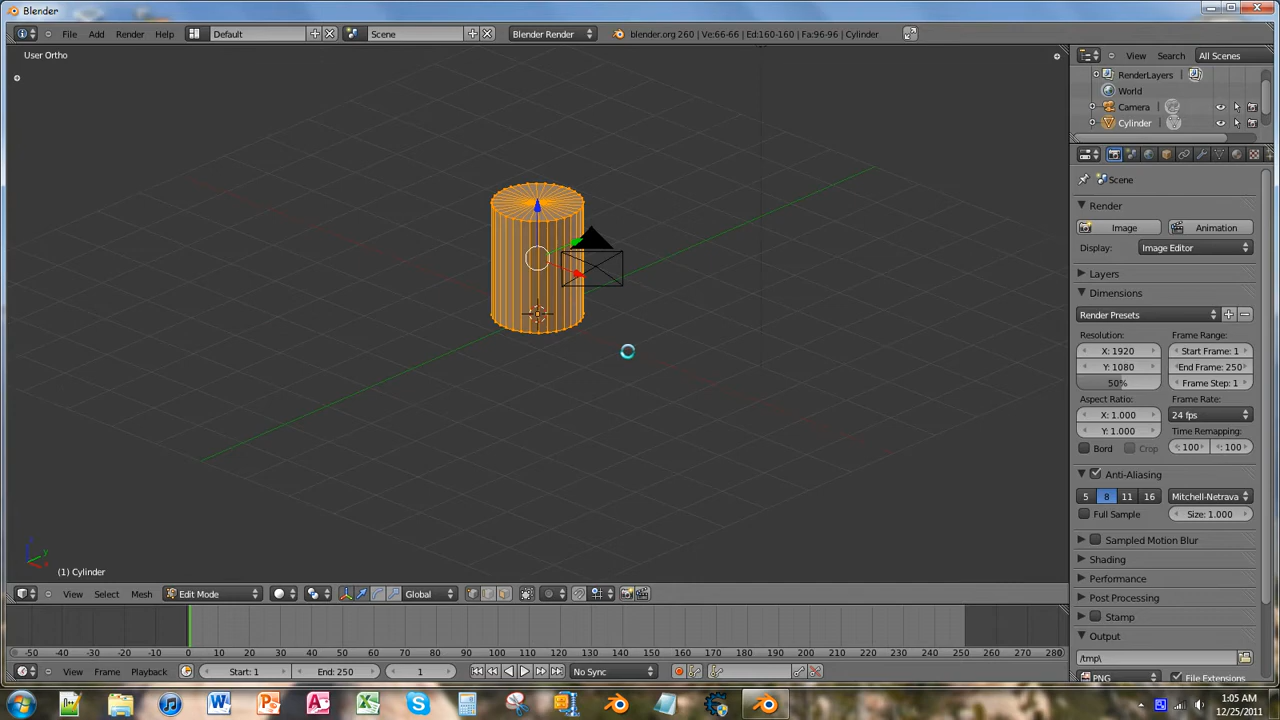 Blender
File Add Render Help Default Scene Blender Render blender.org 260 | Ve:66-66 | Ed:160-160 | Fa:96-96 | Cylinder
User Ortho
View Search All Scenes
RenderLayers
World
Camera
Cylinder
Scene
Render
Image Animation
Display: Image Editor
Layers
Dimensions
Render Presets
Resolution: Frame Range:
X: 1920 Start Frame: 1
Y: 1080 End Frame: 250
50% Frame Step: 1
Aspect Ratio: Frame Rate:
X: 1.000 24 fps
Y: 1.000 Time Remapping:
Bord Crop 100 100
Anti-Aliasing
5 8 11 16 Mitchell-Netrava
Full Sample Size: 1.000
Sampled Motion Blur
Shading
Performance
Post Processing
Stamp
Output
/tmp\
PNG File Extensions
z y x
(1) Cylinder
View Select Mesh Edit Mode Global
-50 -40 -30 -20 -10 0 10 20 30 40 50 60 70 80 90 100 110 120 130 140 150 160 170 180 190 200 210 220 230 240 250 260 270 280
View Frame Playback Start: 1 End: 250 1 No Sync
1:05 AM
12/25/2011